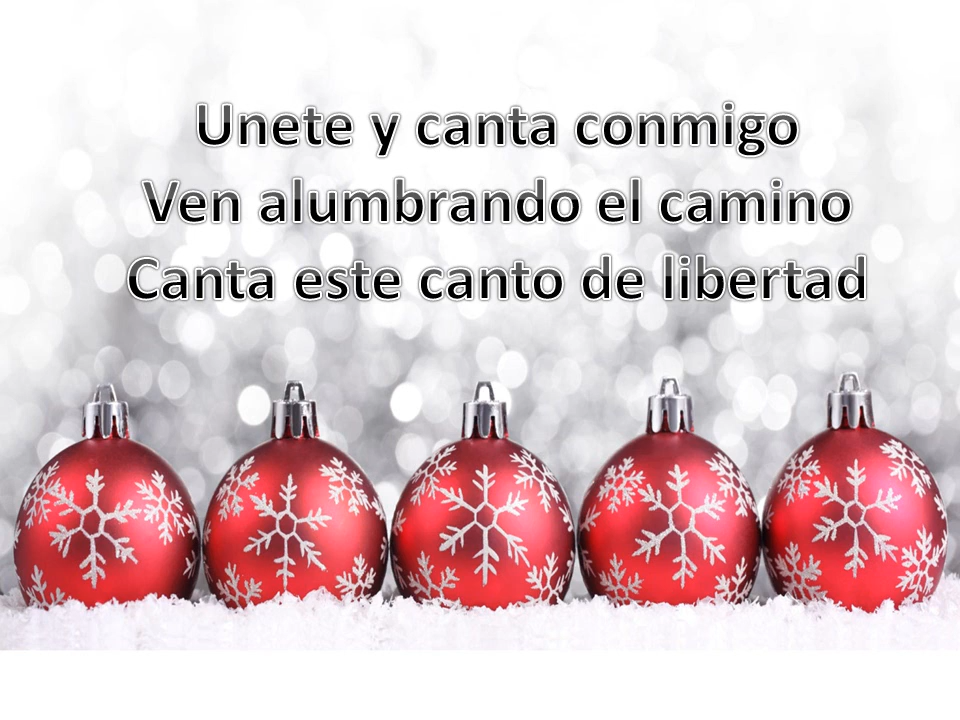 Unete y canta conmigo
Ven alumbrando el camino
Canta este canto de libertad